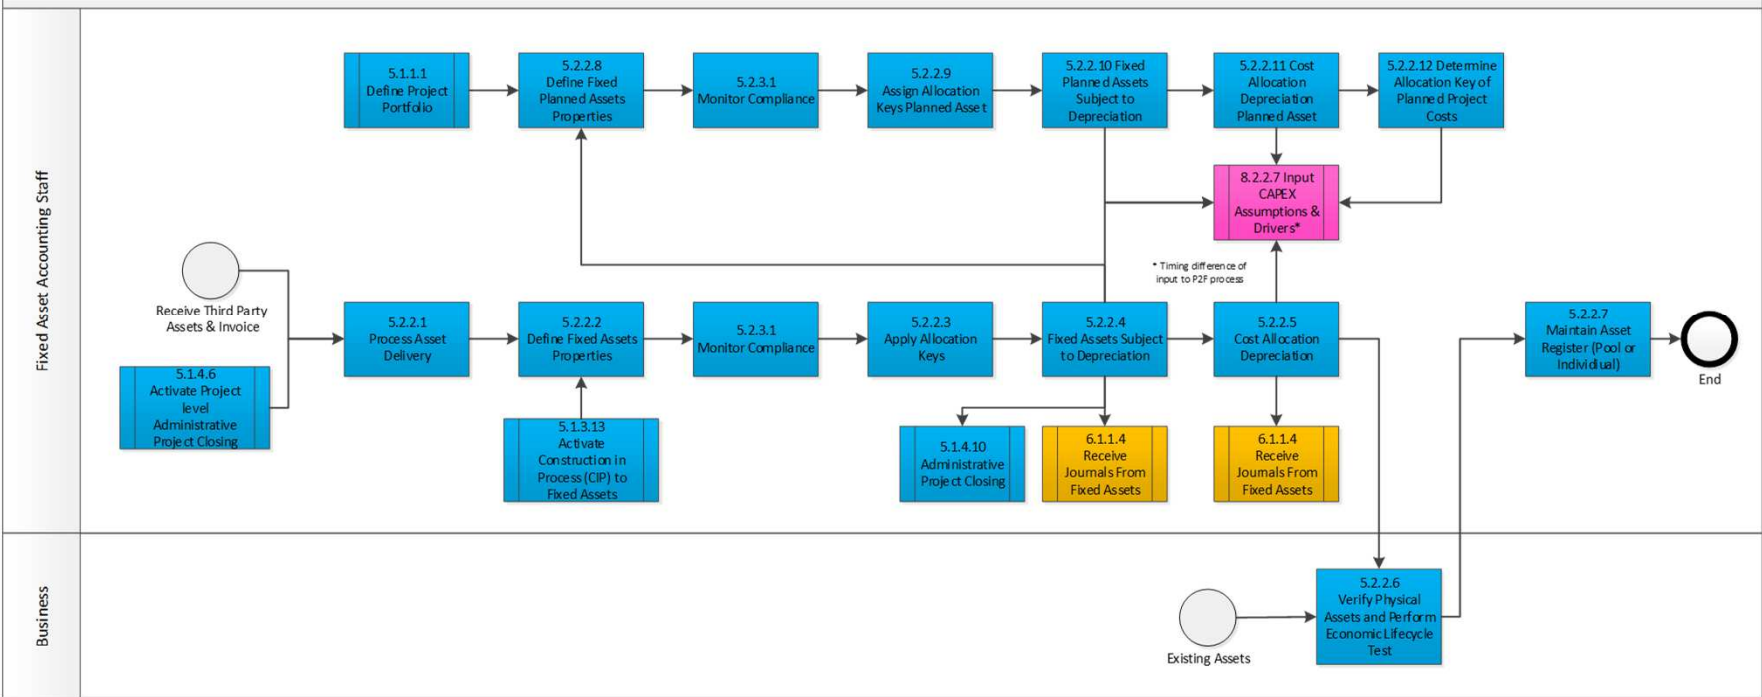 Fixed Asset Accounting Staff
5.1.1.1
Define Project
Portfolio
5.2.2.8
Define Fixed
Planned Assets
Properties
5.2.3.1
Monitor Compliance
5.2.2.9
Assign Allocation
Keys Planned Asset
5.2.2.10 Fixed
Planned Assets
Subject to
Depreciation
5.2.2.11 Cost
Allocation
Depreciation
Planned Asset
5.2.2.12 Determine
Allocation Key of
Planned Project
Costs
8.2.2.7 Input
CAPEX
Assumptions &
Drivers*
* Timing difference of
input to P2F process
Receive Third Party
Assets & Invoice
5.1.4.6
Activate Project
level
Administrative
Project Closing
5.2.2.1
Process Asset
Delivery
5.2.2.2
Define Fixed Assets
Properties
5.2.3.1
Monitor Compliance
5.2.2.3
Apply Allocation
Keys
5.2.2.4
Fixed Assets Subject
to Depreciation
5.2.2.5
Cost Allocation
Depreciation
5.2.2.7
Maintain Asset
Register (Pool or
Individiual)
End
5.1.3.13
Activate
Construction in
Process (CIP) to
Fixed Assets
5.1.4.10
Administrative
Project Closing
6.1.1.4
Receive
Journals From
Fixed Assets
6.1.1.4
Receive
Journals From
Fixed Assets
Business
Existing Assets
5.2.2.6
Verify Physical
Assets and Perform
Economic Lifecycle
Test